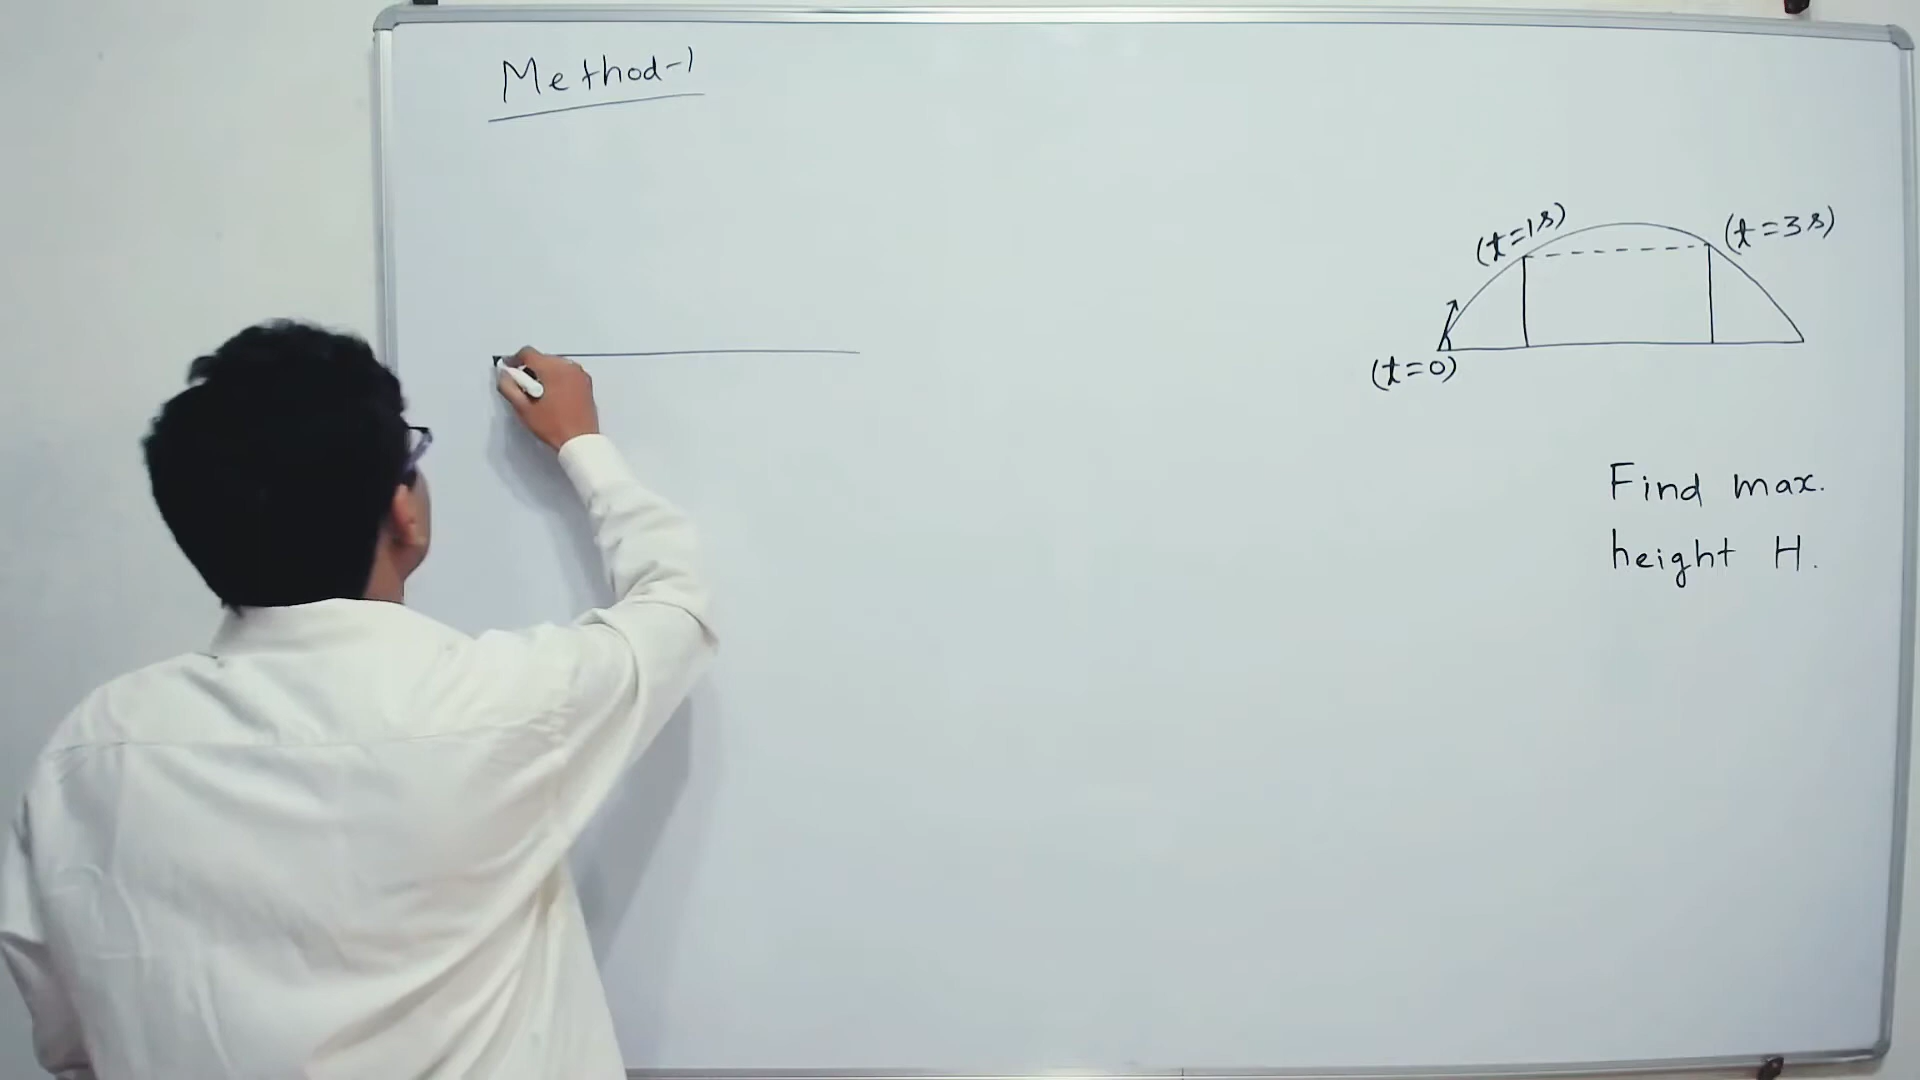 Method-1
(t=1s)
(t=3s)
(t=0)
Find max.
height H.